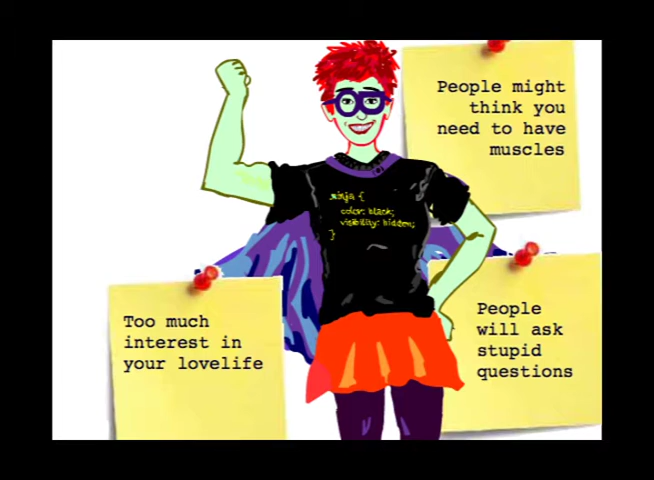 People might
think you
need to have
muscles
ninja {
color: black;
visibility: hidden;
}
Too much
interest in
your lovelife
People
will ask
stupid
questions